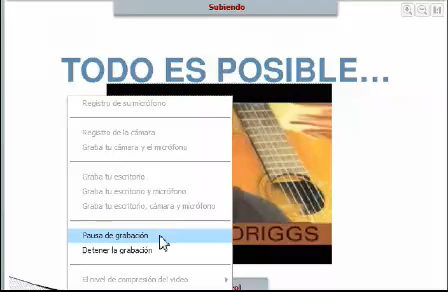 Subiendo
TODO ES POSIBLE...
Registro de su micrófono
Registro de la cámara
Graba tu cámara y el micrófono
Graba tu escritorio
Graba tu escritorio y micrófono
Graba tu escritorio, cámara y micrófono
Pausa de grabación
Detener la grabación
DRIGGS
El nivel de compresión del video